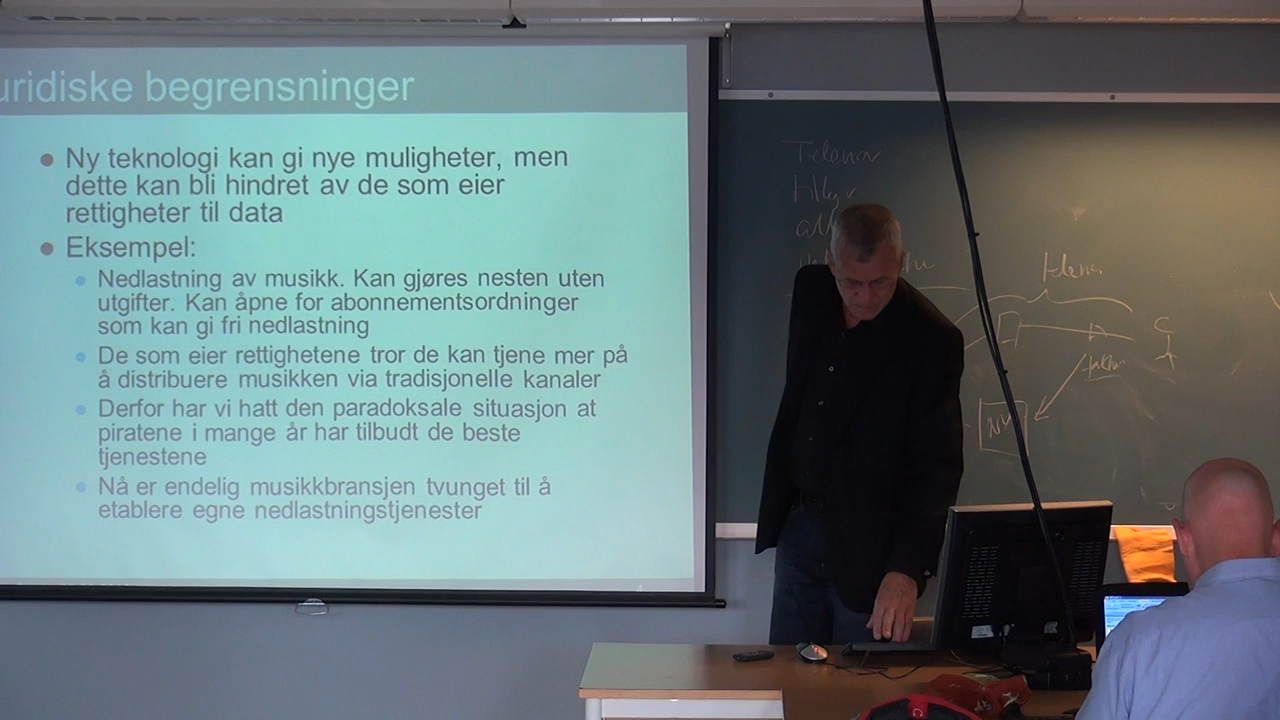 uridiske begrensninger
Ny teknologi kan gi nye muligheter, men
dette kan bli hindret av de som eier
rettigheter til data
Eksempel:
Nedlastning av musikk. Kan gjøres nesten uten
utgifter. Kan åpne for abonnementsordninger
som kan gi fri nedlastning
De som eier rettighetene tror de kan tjene mer på
å distribuere musikken via tradisjonelle kanaler
Derfor har vi hatt den paradoksale situasjon at
piratene i mange år har tilbudt de beste
tjenestene
Nå er endelig musikkbransjen tvunget til å
etablere egne nedlastningstjenester
Telenor
telenor
C